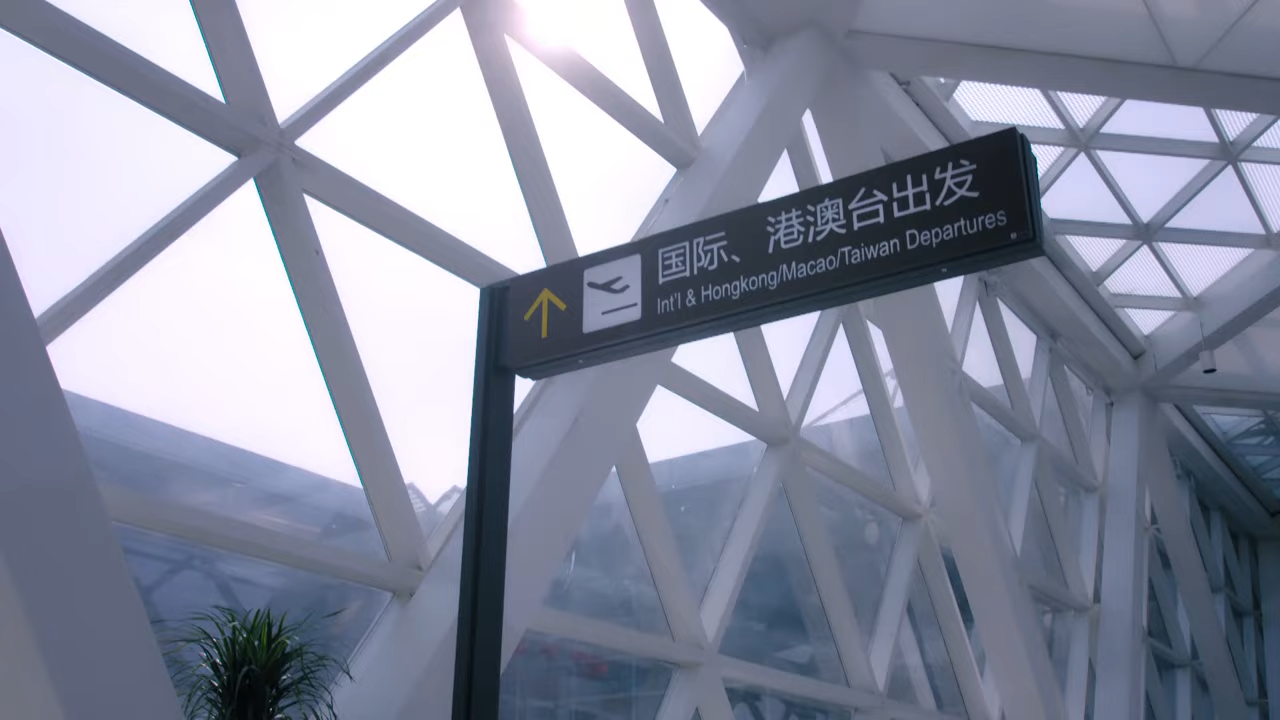 国际、港澳台出发
Int'l & Hongkong/Macao/Taiwan Departures